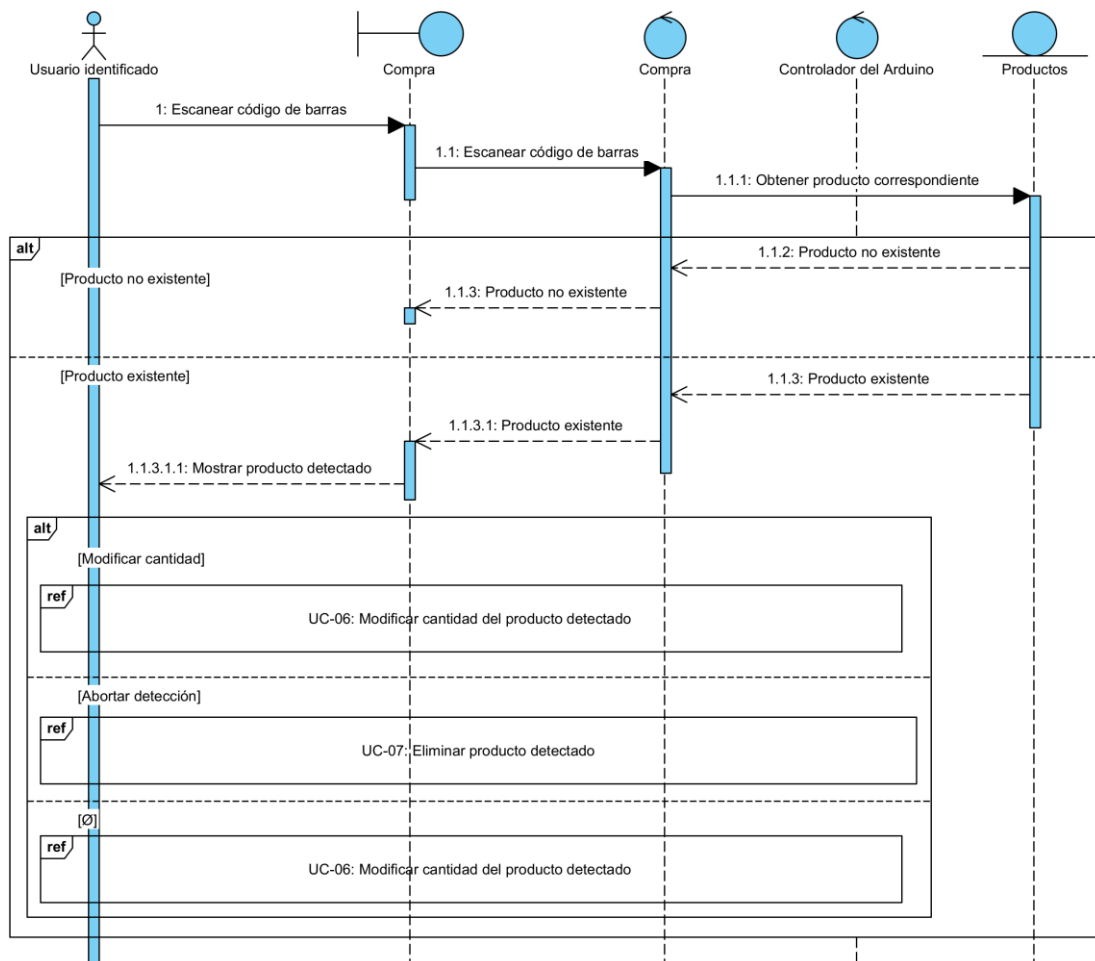 Usuario identificado
Compra
Compra
Controlador del Arduino
Productos
1: Escanear código de barras
1.1: Escanear código de barras
1.1.1: Obtener producto correspondiente
alt
1.1.2: Producto no existente
[Producto no existente]
1.1.3: Producto no existente
[Producto existente]
1.1.3: Producto existente
1.1.3.1: Producto existente
1.1.3.1.1: Mostrar producto detectado
alt
[Modificar cantidad]
ref
UC-06: Modificar cantidad del producto detectado
[Abortar detección]
ref
UC-07: Eliminar producto detectado
[Ø]
ref
UC-06: Modificar cantidad del producto detectado